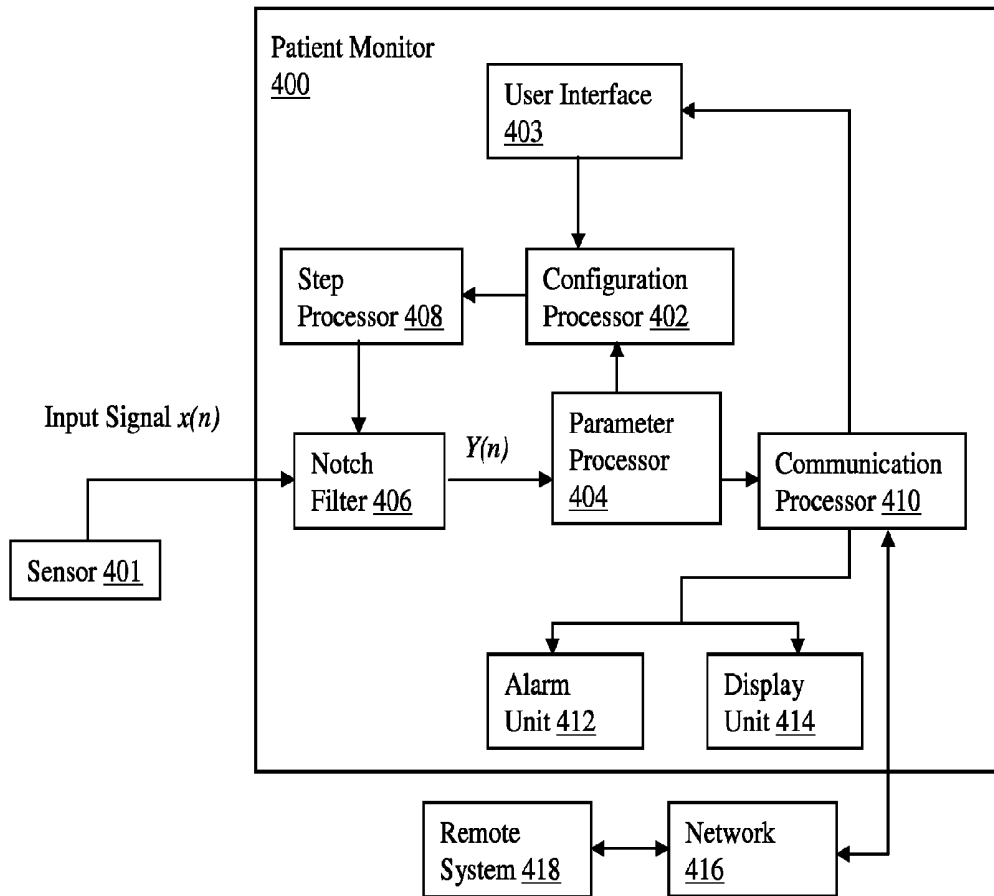 Patient Monitor
400
User Interface
403
Step
Processor 408
Configuration
Processor 402
Input Signal x(n)
Notch
Filter 406
Y(n)
Parameter
Processor
404
Communication
Processor 410
Sensor 401
Alarm
Unit 412
Display
Unit 414
Remote
System 418
Network
416